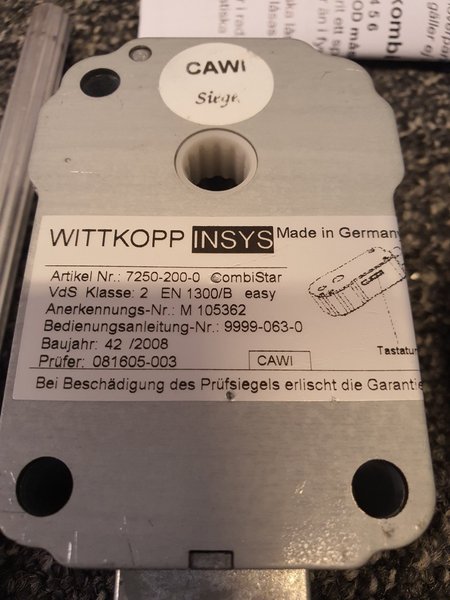 CAWI
Siegel
WITTKOPP INSYS Made in Germany
Artikel Nr.: 7250-200-0 CombiStar
VdS Klasse: 2 EN 1300/B easy
Anerkennungs-Nr.: M 105362
Bedienungsanleitung-Nr.: 9999-063-0
Baujahr: 42 /2008
Prüfer: 081605-003 CAWI
Tastatur
Bei Beschädigung des Prüfsiegels erlischt die Garantie